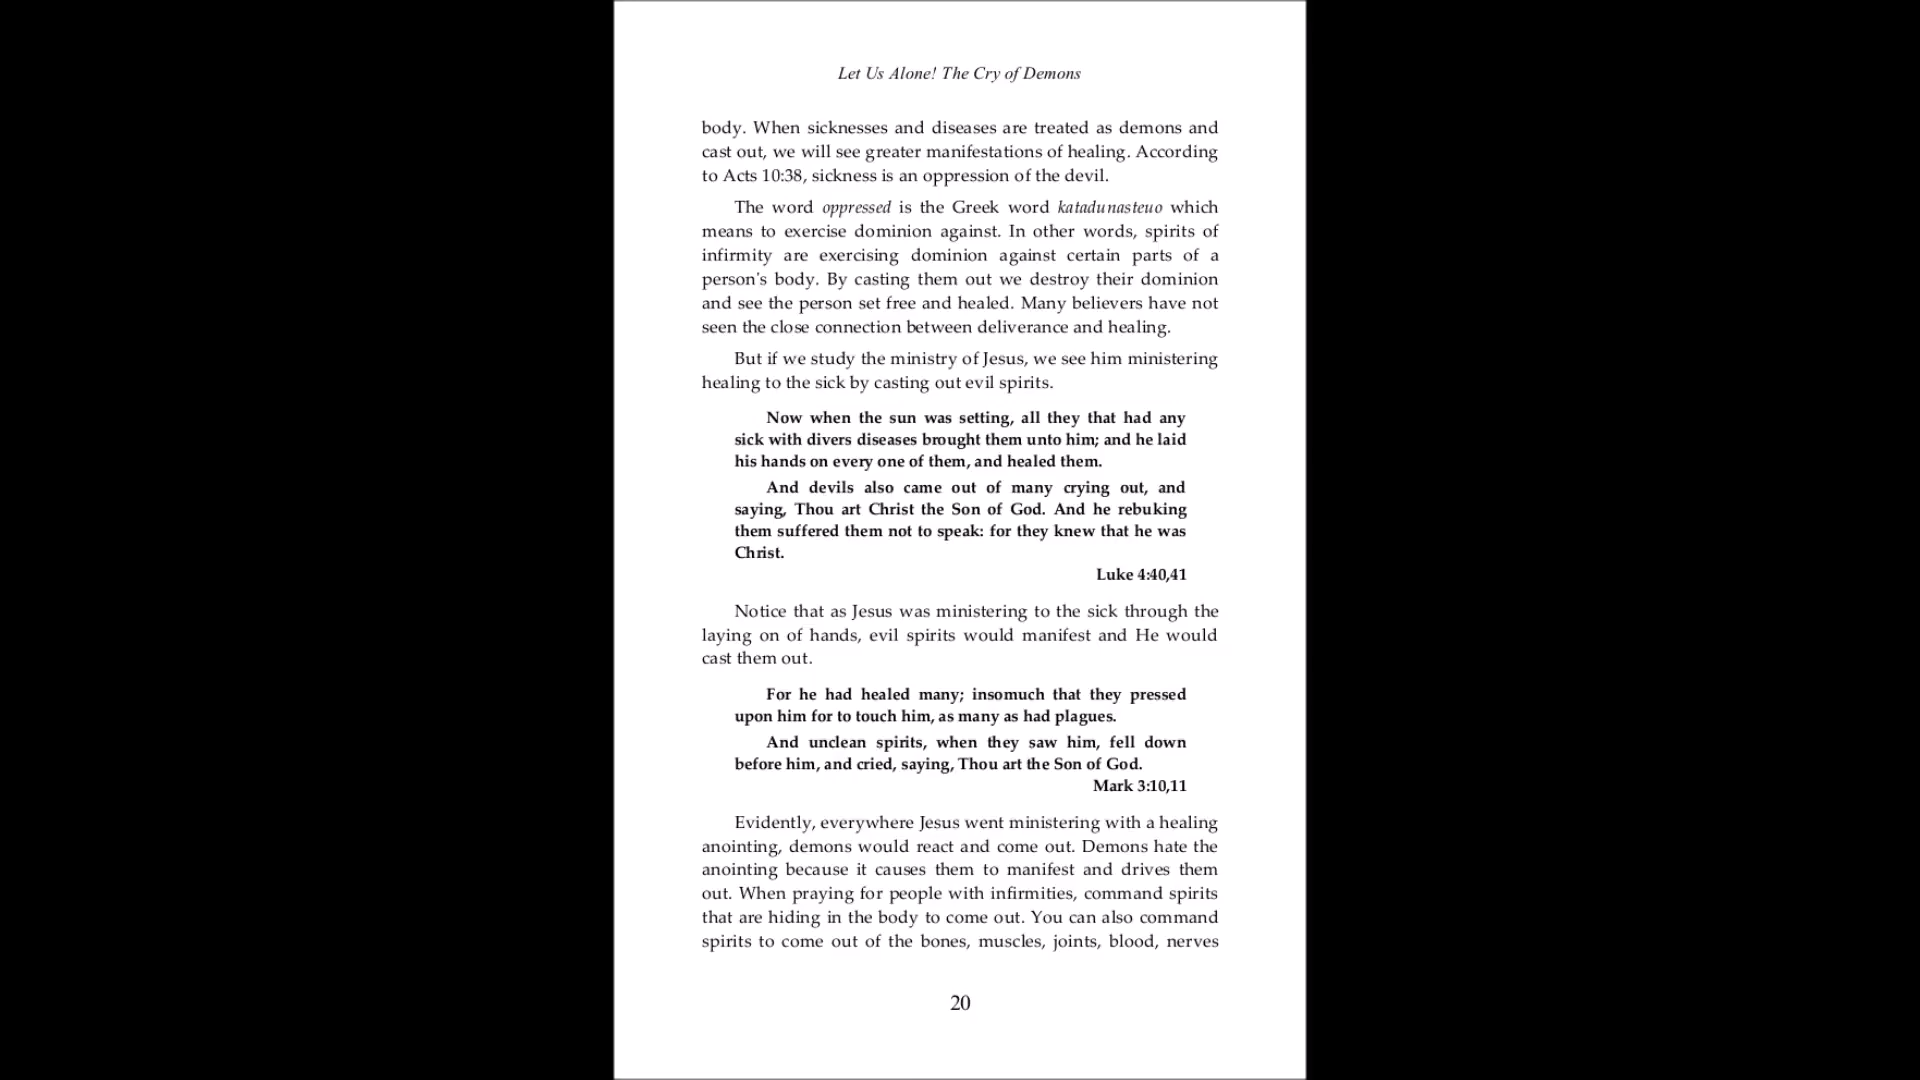 Let Us Alone! The Cry of Demons
body. When sicknesses and diseases are treated as demons and
cast out, we will see greater manifestations of healing. According
to Acts 10:38, sickness is an oppression of the devil.
The word oppressed is the Greek word katadunasteuo which
means to exercise dominion against. In other words, spirits of
infirmity are exercising dominion against certain parts of a
person's body. By casting them out we destroy their dominion
and see the person set free and healed. Many believers have not
seen the close connection between deliverance and healing.
But if we study the ministry of Jesus, we see him ministering
healing to the sick by casting out evil spirits.
Now when the sun was setting, all they that had any
sick with divers diseases brought them unto him; and he laid
his hands on every one of them, and healed them.
And devils also came out of many crying out, and
saying, Thou art Christ the Son of God. And he rebuking
them suffered them not to speak: for they knew that he was
Christ.
Luke 4:40,41
Notice that as Jesus was ministering to the sick through the
laying on of hands, evil spirits would manifest and He would
cast them out.
For he had healed many; insomuch that they pressed
upon him for to touch him, as many as had plagues.
And unclean spirits, when they saw him, fell down
before him, and cried, saying, Thou art the Son of God.
Mark 3:10,11
Evidently, everywhere Jesus went ministering with a healing
anointing, demons would react and come out. Demons hate the
anointing because it causes them to manifest and drives them
out. When praying for people with infirmities, command spirits
that are hiding in the body to come out. You can also command
spirits to come out of the bones, muscles, joints, blood, nerves
20